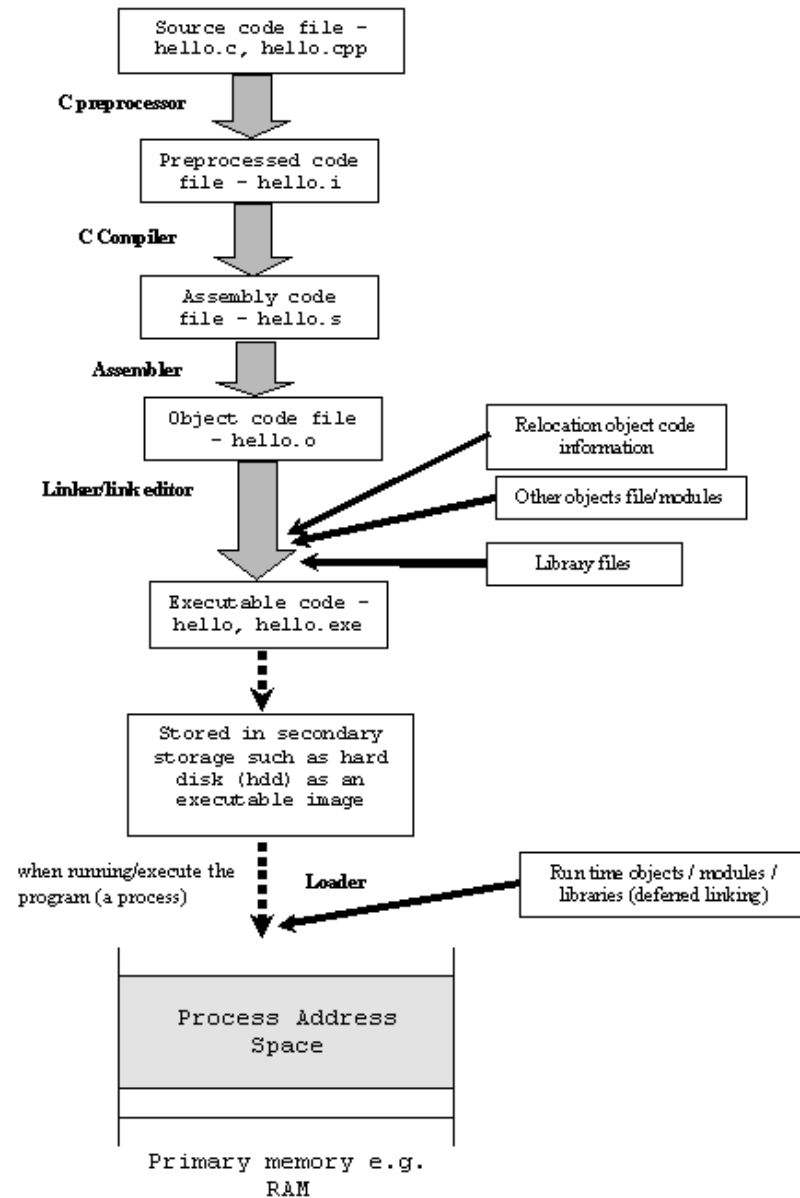 Source code file -
hello.c, hello.cpp
C preprocessor
Preprocessed code
file - hello.i
C Compiler
Assembly code
file - hello.s
Assembler
Object code file
- hello.o
Linker/link editor
Relocation object code
information
Other objects file/modules
Library files
Executable code -
hello, hello.exe
Stored in secondary
storage such as hard
disk (hdd) as an
executable image
when running/execute the
program (a process)
Loader
Run time objects / modules /
libraries (deferred linking)
Process Address
Space
Primary memory e.g.
RAM